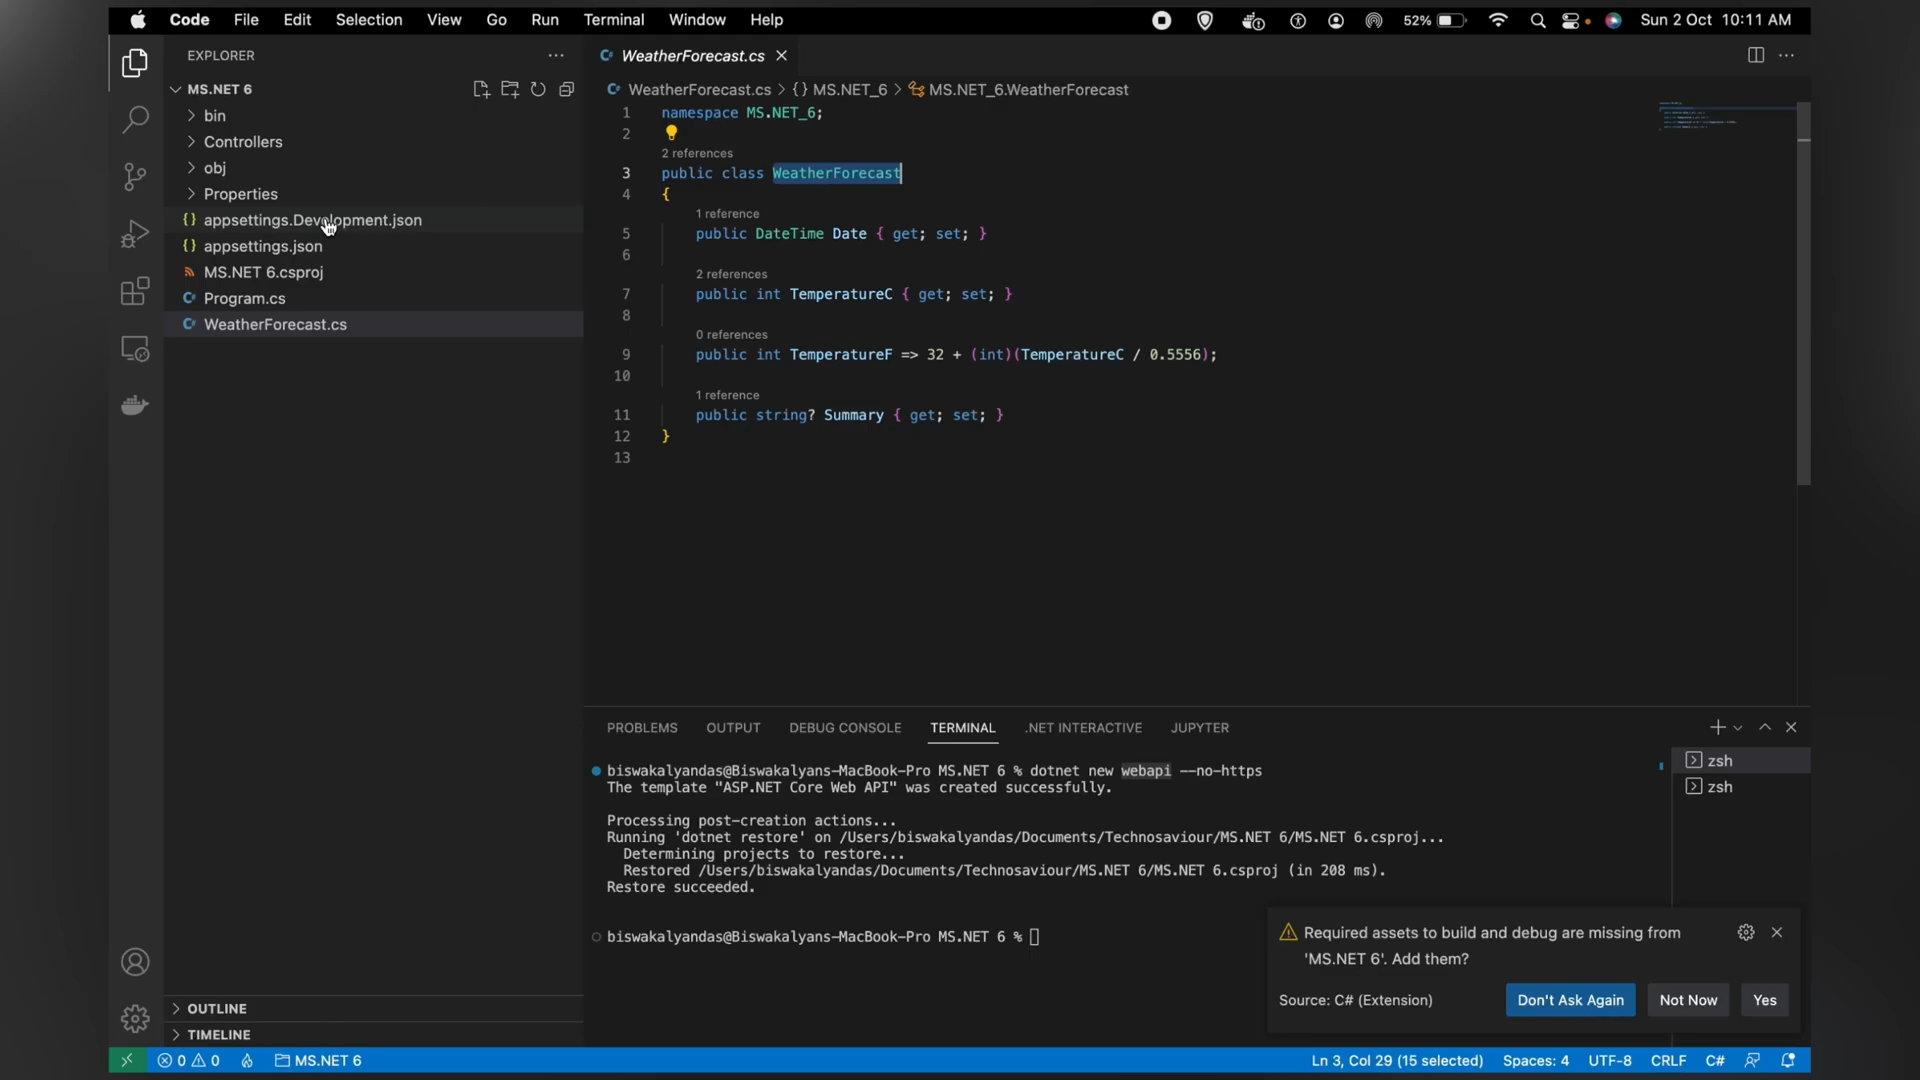 Code File Edit Selection View Go Run Terminal Window Help 52% Sun 2 Oct 10:11 AM
EXPLORER
MS.NET 6
bin
Controllers
obj
Properties
{} appsettings.Development.json
{} appsettings.json
MS.NET 6.csproj
C# Program.cs
C# WeatherForecast.cs
OUTLINE
TIMELINE
C# WeatherForecast.cs
C# WeatherForecast.cs > {} MS.NET_6 > MS.NET_6.WeatherForecast
1 namespace MS.NET_6;
2
2 references
3 public class WeatherForecast
4 {
1 reference
5 public DateTime Date { get; set; }
6
2 references
7 public int TemperatureC { get; set; }
8
0 references
9 public int TemperatureF => 32 + (int)(TemperatureC / 0.5556);
10
1 reference
11 public string? Summary { get; set; }
12 }
13
PROBLEMS OUTPUT DEBUG CONSOLE TERMINAL .NET INTERACTIVE JUPYTER
biswakalyandas@Biswakalyans-MacBook-Pro MS.NET 6 % dotnet new webapi --no-https
The template "ASP.NET Core Web API" was created successfully.
Processing post-creation actions...
Running 'dotnet restore' on /Users/biswakalyandas/Documents/Technosaviour/MS.NET 6/MS.NET 6.csproj...
Determining projects to restore...
Restored /Users/biswakalyandas/Documents/Technosaviour/MS.NET 6/MS.NET 6.csproj (in 208 ms).
Restore succeeded.
biswakalyandas@Biswakalyans-MacBook-Pro MS.NET 6 %
zsh
zsh
Required assets to build and debug are missing from
'MS.NET 6'. Add them?
Source: C# (Extension) Don't Ask Again Not Now Yes
0 0 MS.NET 6 Ln 3, Col 29 (15 selected) Spaces: 4 UTF-8 CRLF C#